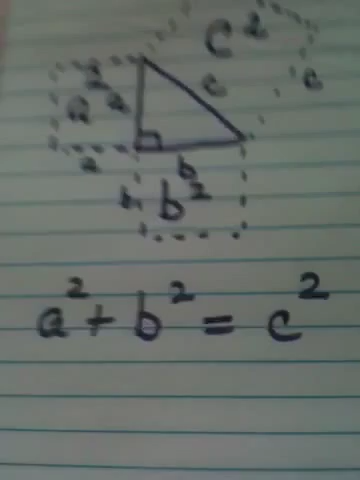 c²
c
c
a²
a
a
b
b
b²
a² + b² = c²